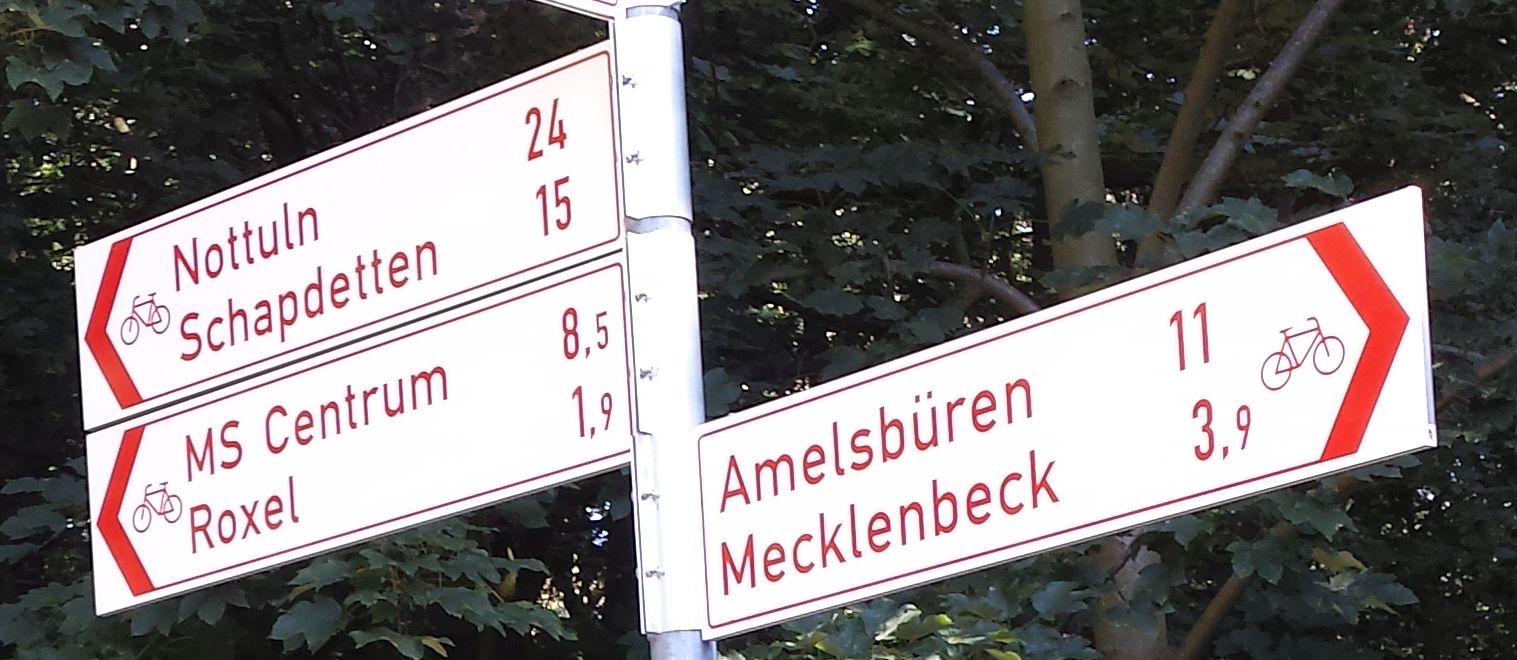 Nottuln 24
Schapdetten 15
MS Centrum 8,5
Roxel 1,9
Amelsbüren 11
Mecklenbeck 3,9